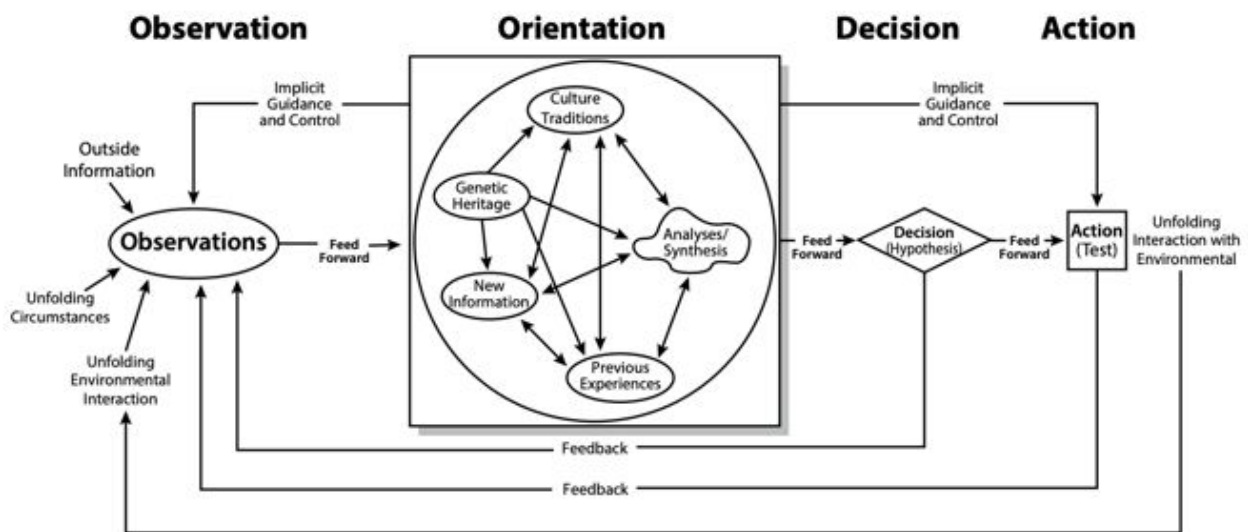 Observation
Orientation
Decision
Action
Implicit
Guidance
and Control
Outside
Information
Observations
Unfolding
Circumstances
Unfolding
Environmental
Interaction
Feed
Forward
Culture
Traditions
Genetic
Heritage
New
Information
Analyses/
Synthesis
Previous
Experiences
Feed
Forward
Decision
(Hypothesis)
Feed
Forward
Implicit
Guidance
and Control
Action
(Test)
Unfolding
Interaction with
Environmental
Feedback
Feedback